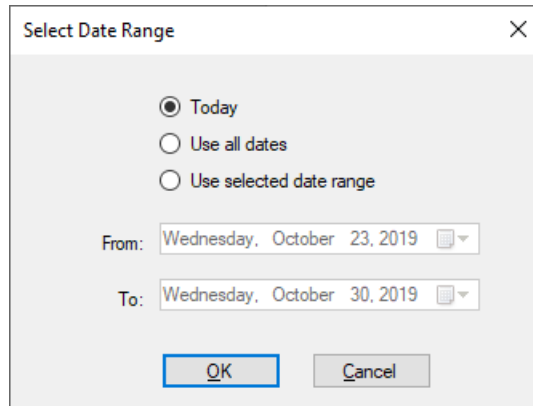 Select Date Range
Today
Use all dates
Use selected date range
From: Wednesday, October 23, 2019
To: Wednesday, October 30, 2019
OK Cancel